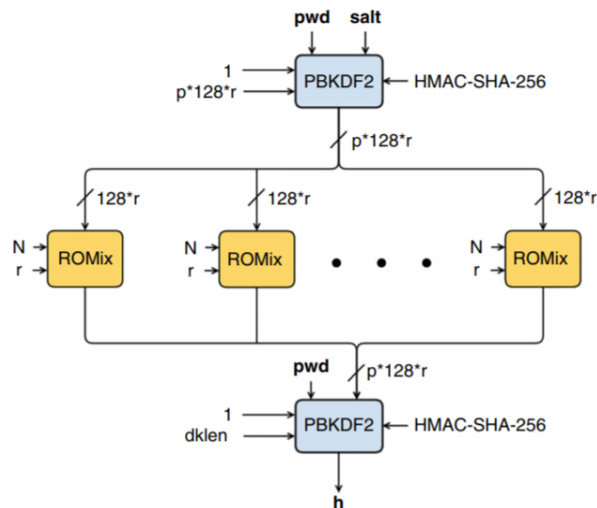 pwd salt
1
PBKDF2
HMAC-SHA-256
p*128*r
p*128*r
128*r
128*r
128*r
N
r
ROMix
N
r
ROMix
N
r
ROMix
pwd
p*128*r
1
dklen
PBKDF2
HMAC-SHA-256
h